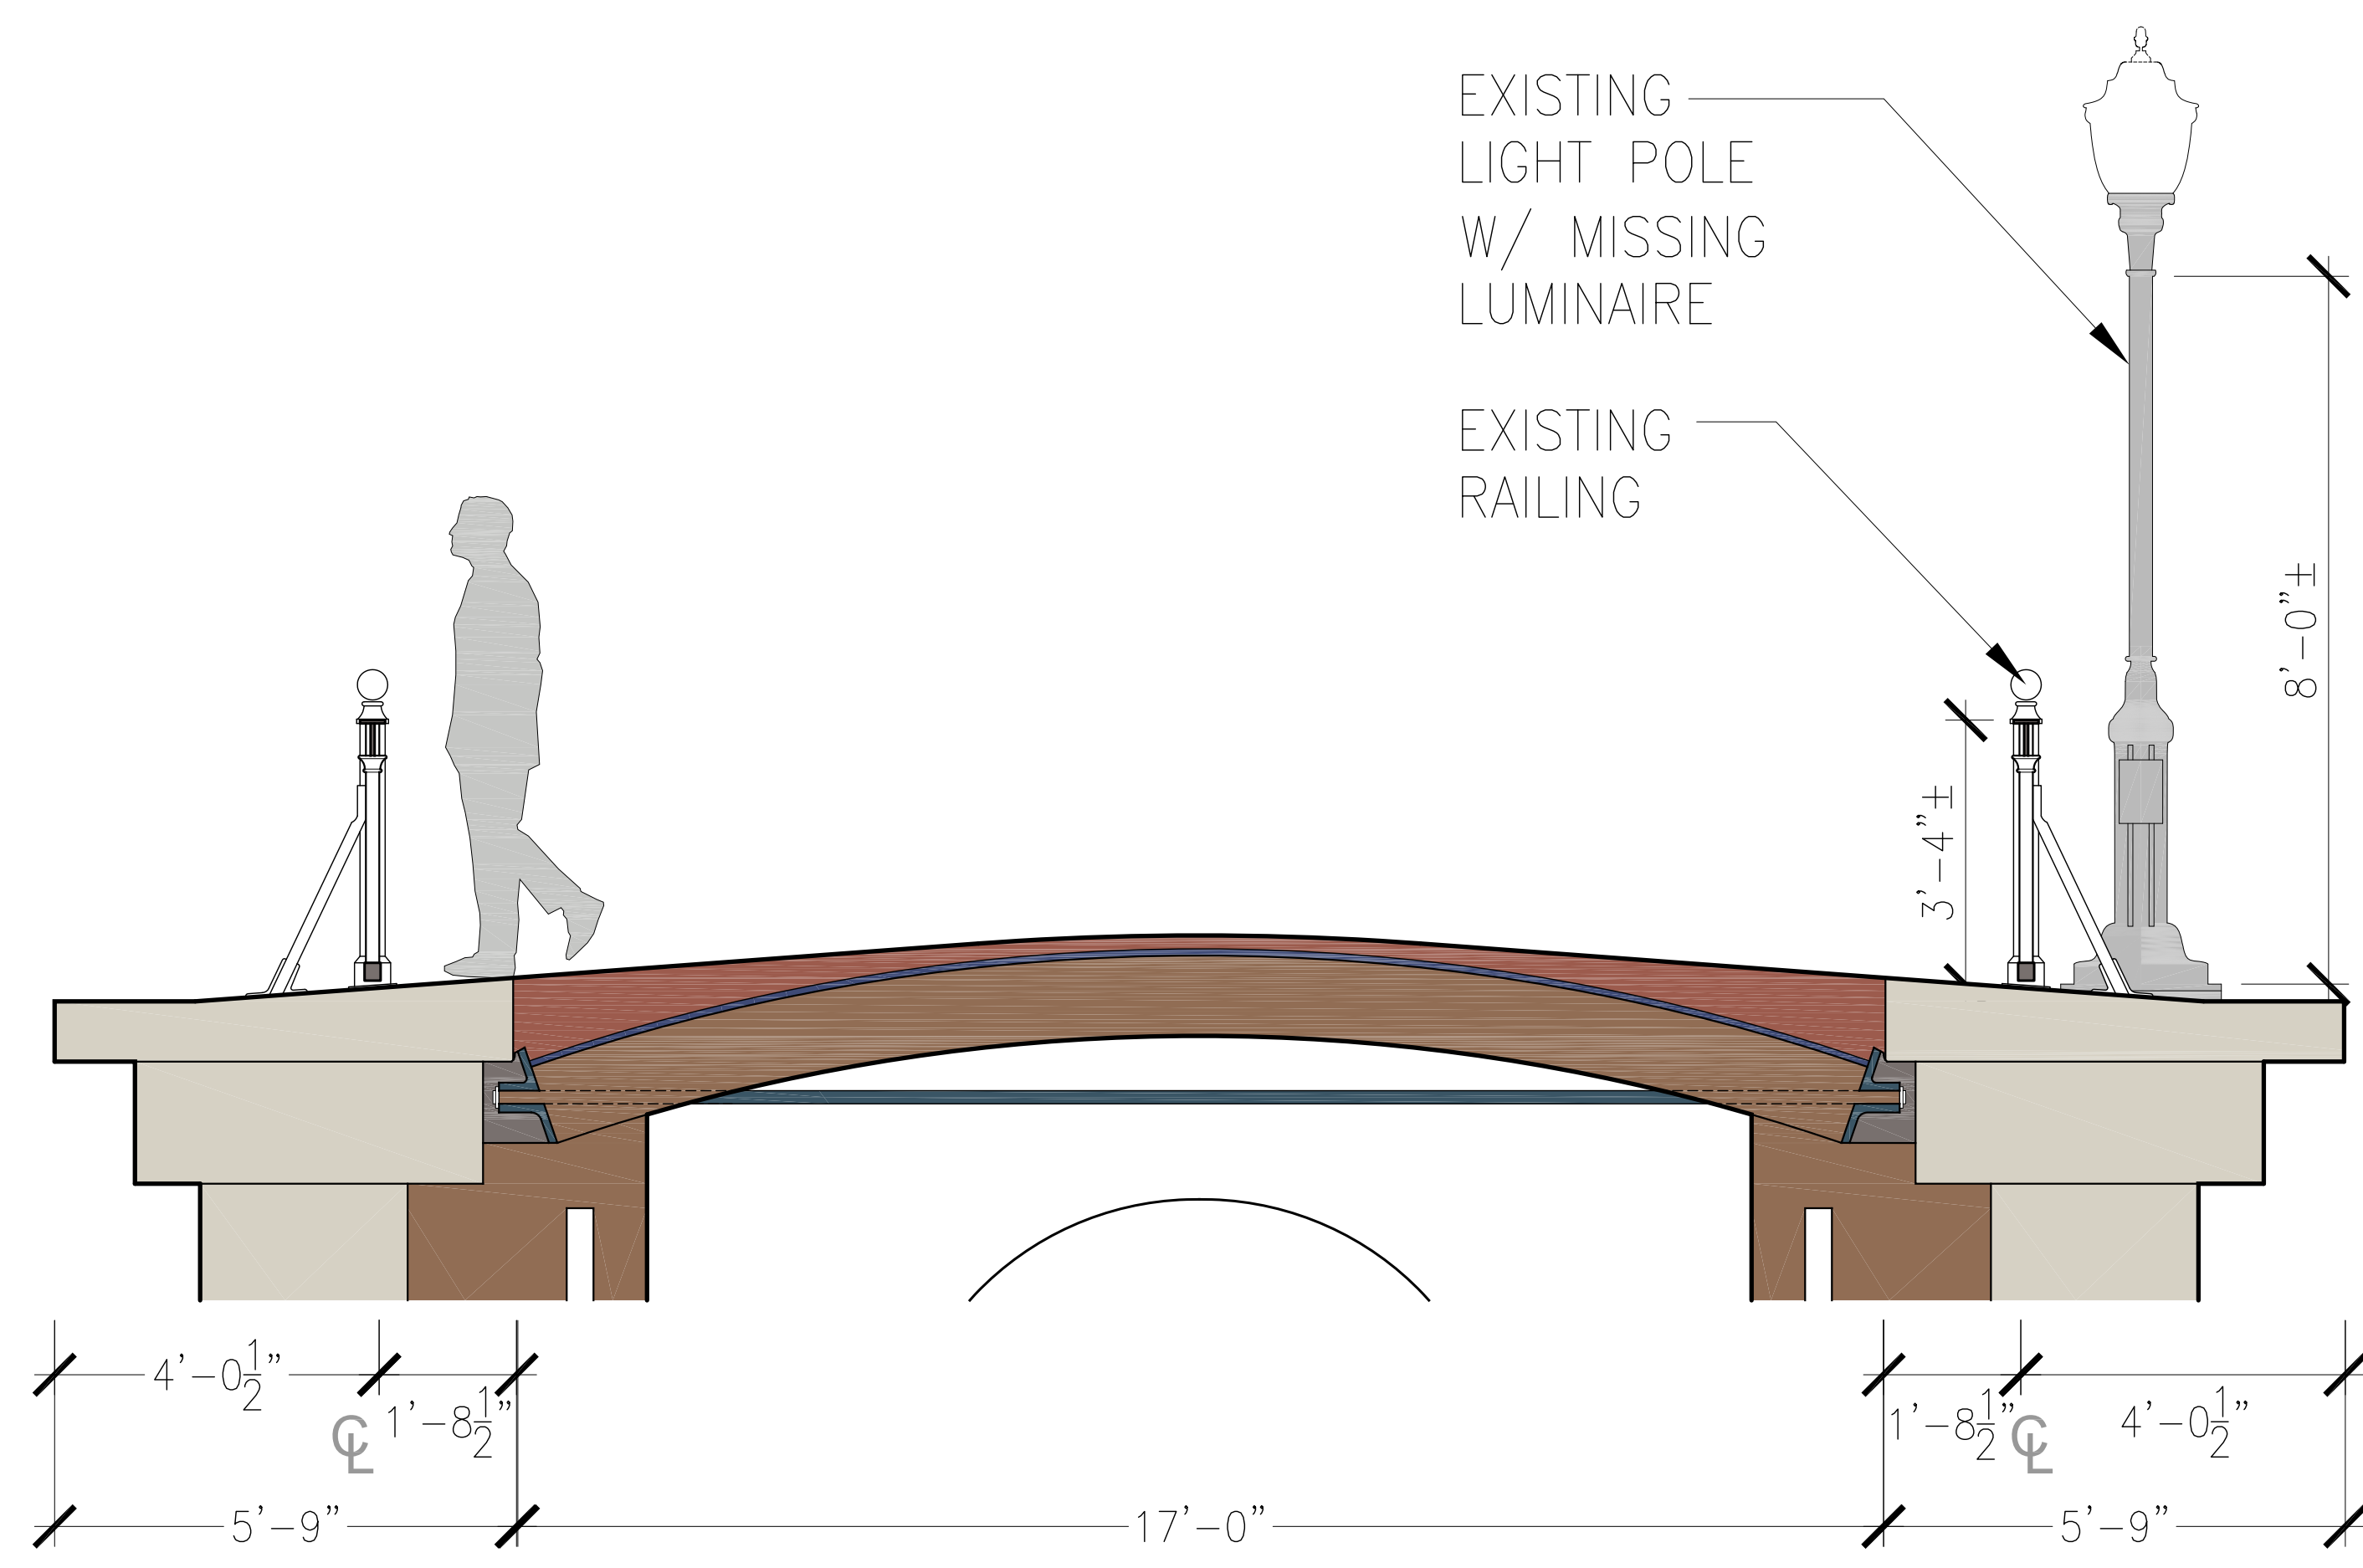 EXISTING
LIGHT POLE
W/ MISSING
LUMINAIRE
EXISTING
RAILING
8'-0"±
3'-4"±
4'-0½"
1'-8½"
℄
1'-8½"
℄
4'-0½"
5'-9"
17'-0"
5'-9"